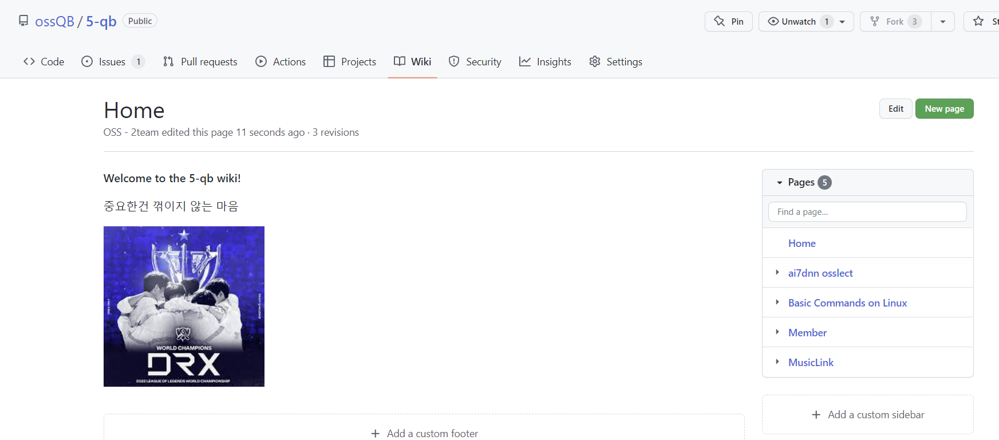 ossQB / 5-qb Public
Pin
Unwatch 1
Fork 3
St
Code
Issues 1
Pull requests
Actions
Projects
Wiki
Security
Insights
Settings
Home
Edit
New page
OSS - 2team edited this page 11 seconds ago · 3 revisions
Welcome to the 5-qb wiki!
중요한건 꺾이지 않는 마음
WORLD CHAMPIONS
DRX
2022 LEAGUE OF LEGENDS WORLD CHAMPIONSHIP
Pages 5
Find a page...
Home
ai7dnn osslect
Basic Commands on Linux
Member
MusicLink
Add a custom sidebar
Add a custom footer